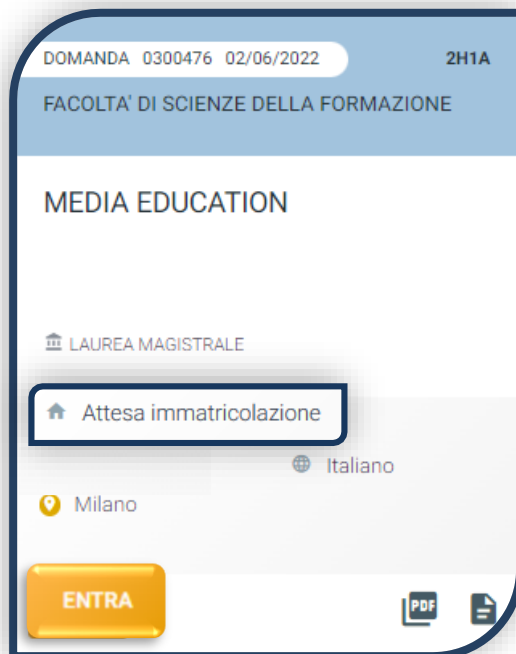 DOMANDA 0300476 02/06/2022 2H1A
FACOLTA' DI SCIENZE DELLA FORMAZIONE
MEDIA EDUCATION
LAUREA MAGISTRALE
Attesa immatricolazione
Italiano
Milano
ENTRA
PDF